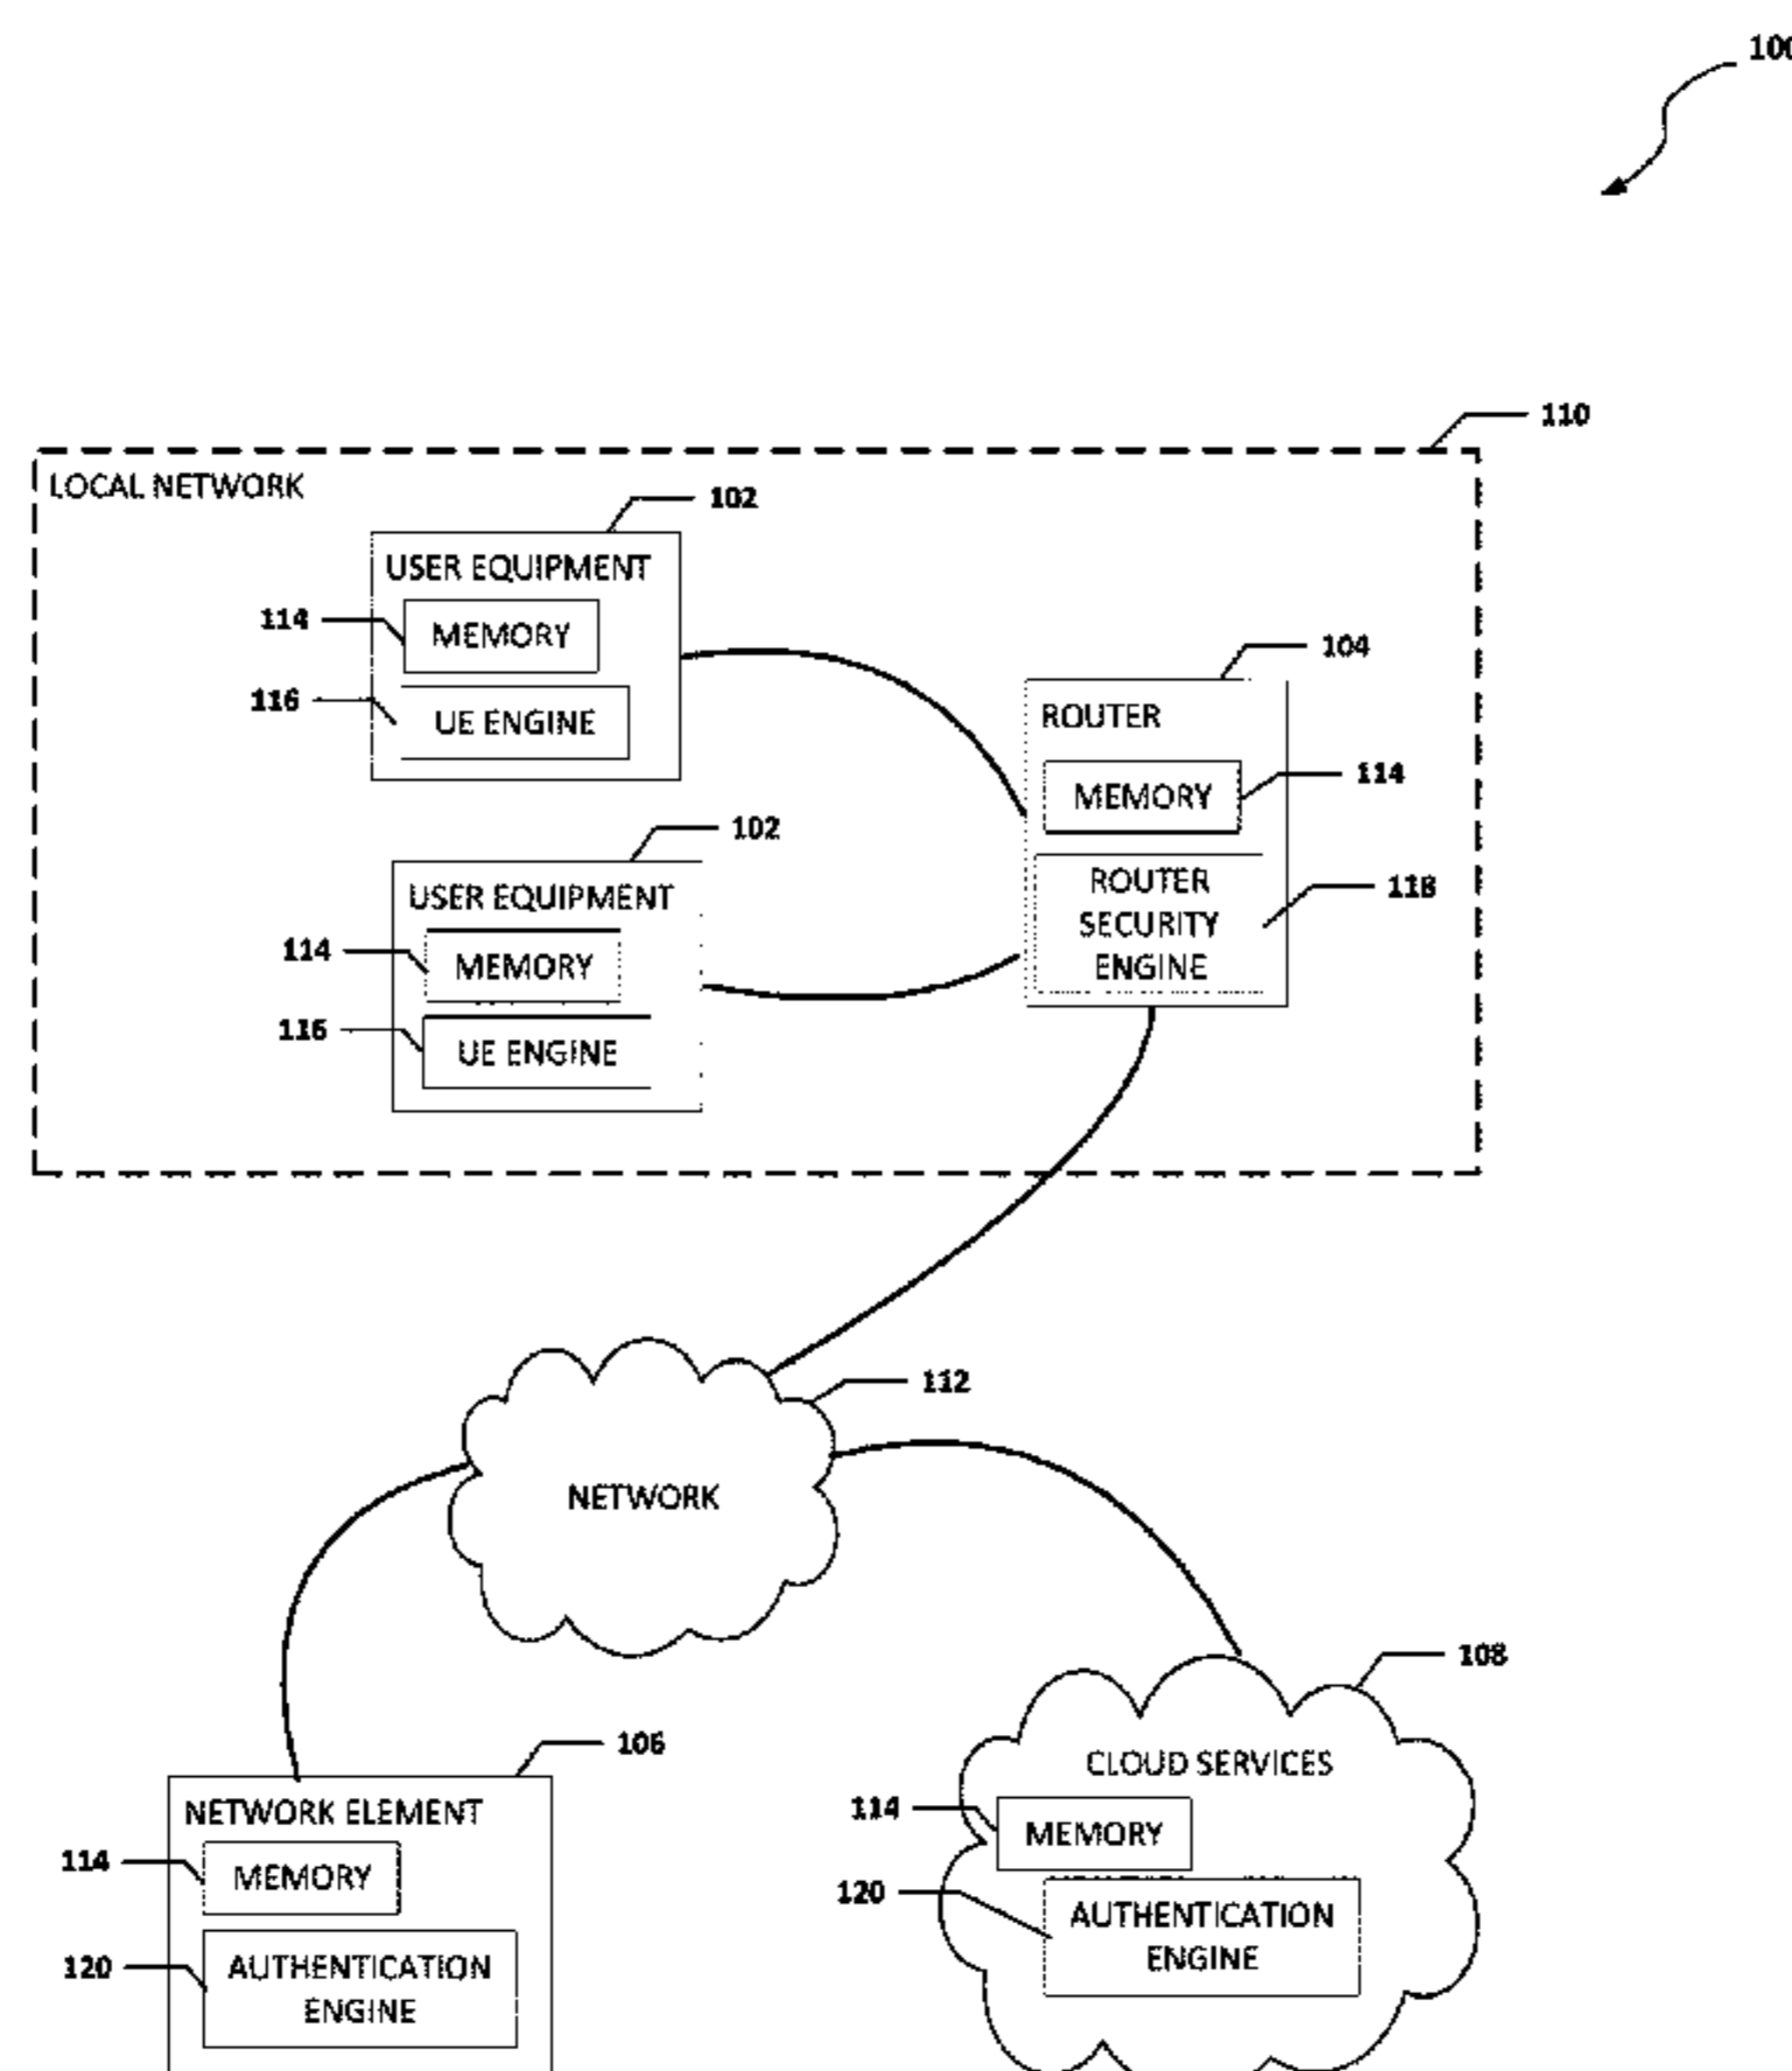 100
110
LOCAL NETWORK
102
USER EQUIPMENT
114
MEMORY
116
UE ENGINE
104
ROUTER
MEMORY
114
ROUTER
SECURITY
ENGINE
118
102
USER EQUIPMENT
114
MEMORY
116
UE ENGINE
112
NETWORK
108
CLOUD SERVICES
114
MEMORY
120
AUTHENTICATION
ENGINE
106
NETWORK ELEMENT
114
MEMORY
120
AUTHENTICATION
ENGINE